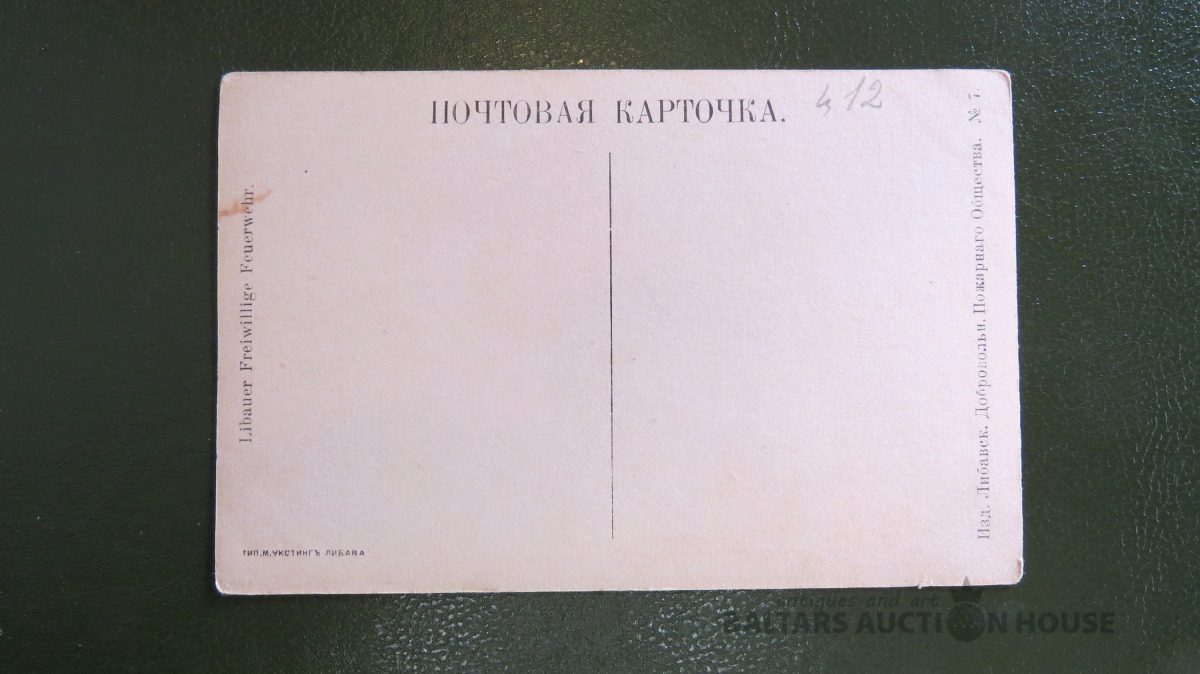 ПОЧТОВАЯ КАРТОЧКА.
12
Libauer Freiwillige Feuerwehr.
Изд. Либавск. Добровольн. Пожарнаго Общества. № 7.
ТИП. М. УКСТИНГЪ ЛИБАВА
antiques and art
BALTARS AUCTION HOUSE